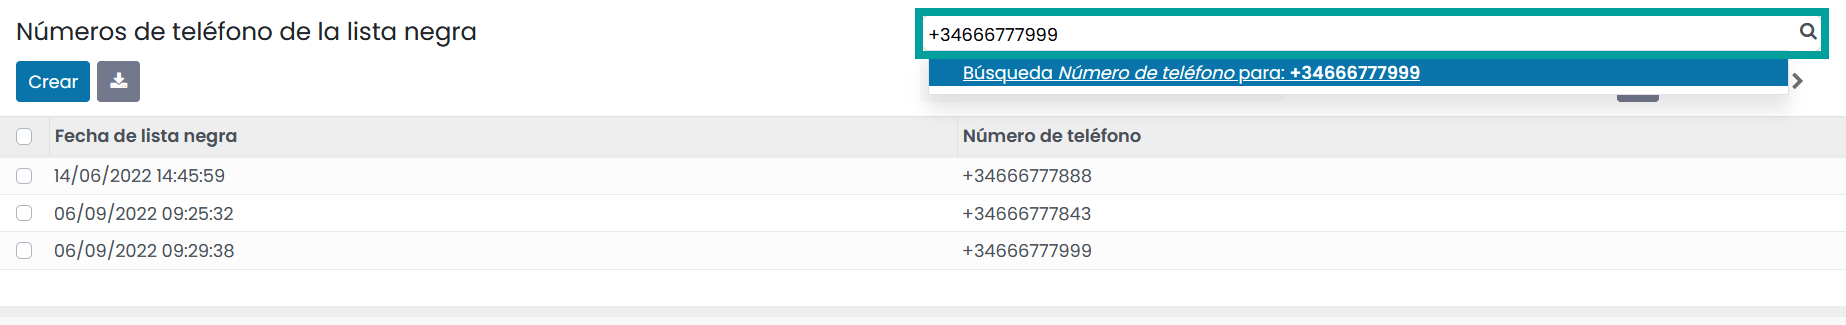 Números de teléfono de la lista negra
+34666777999
Búsqueda Número de teléfono para: +34666777999
Crear
Fecha de lista negra Número de teléfono
14/06/2022 14:45:59 +34666777888
06/09/2022 09:25:32 +34666777843
06/09/2022 09:29:38 +34666777999